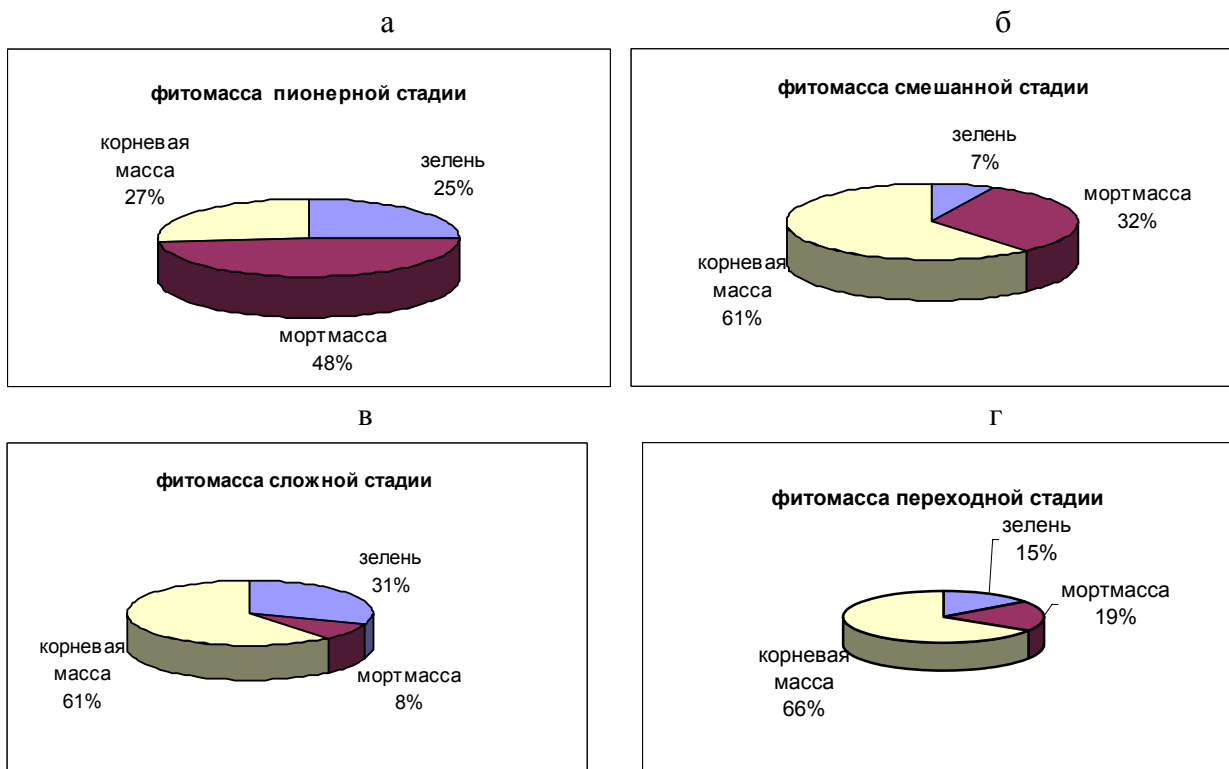 а
фитомасса пионерной стадии
корневая
масса
27%
зелень
25%
мортмасса
48%
б
фитомасса смешанной стадии
зелень
7%
мортмасса
32%
корневая
масса
61%
в
фитомасса сложной стадии
зелень
31%
корневая
масса
61%
мортмасса
8%
г
фитомасса переходной стадии
зелень
15%
мортмасса
19%
корневая
масса
66%